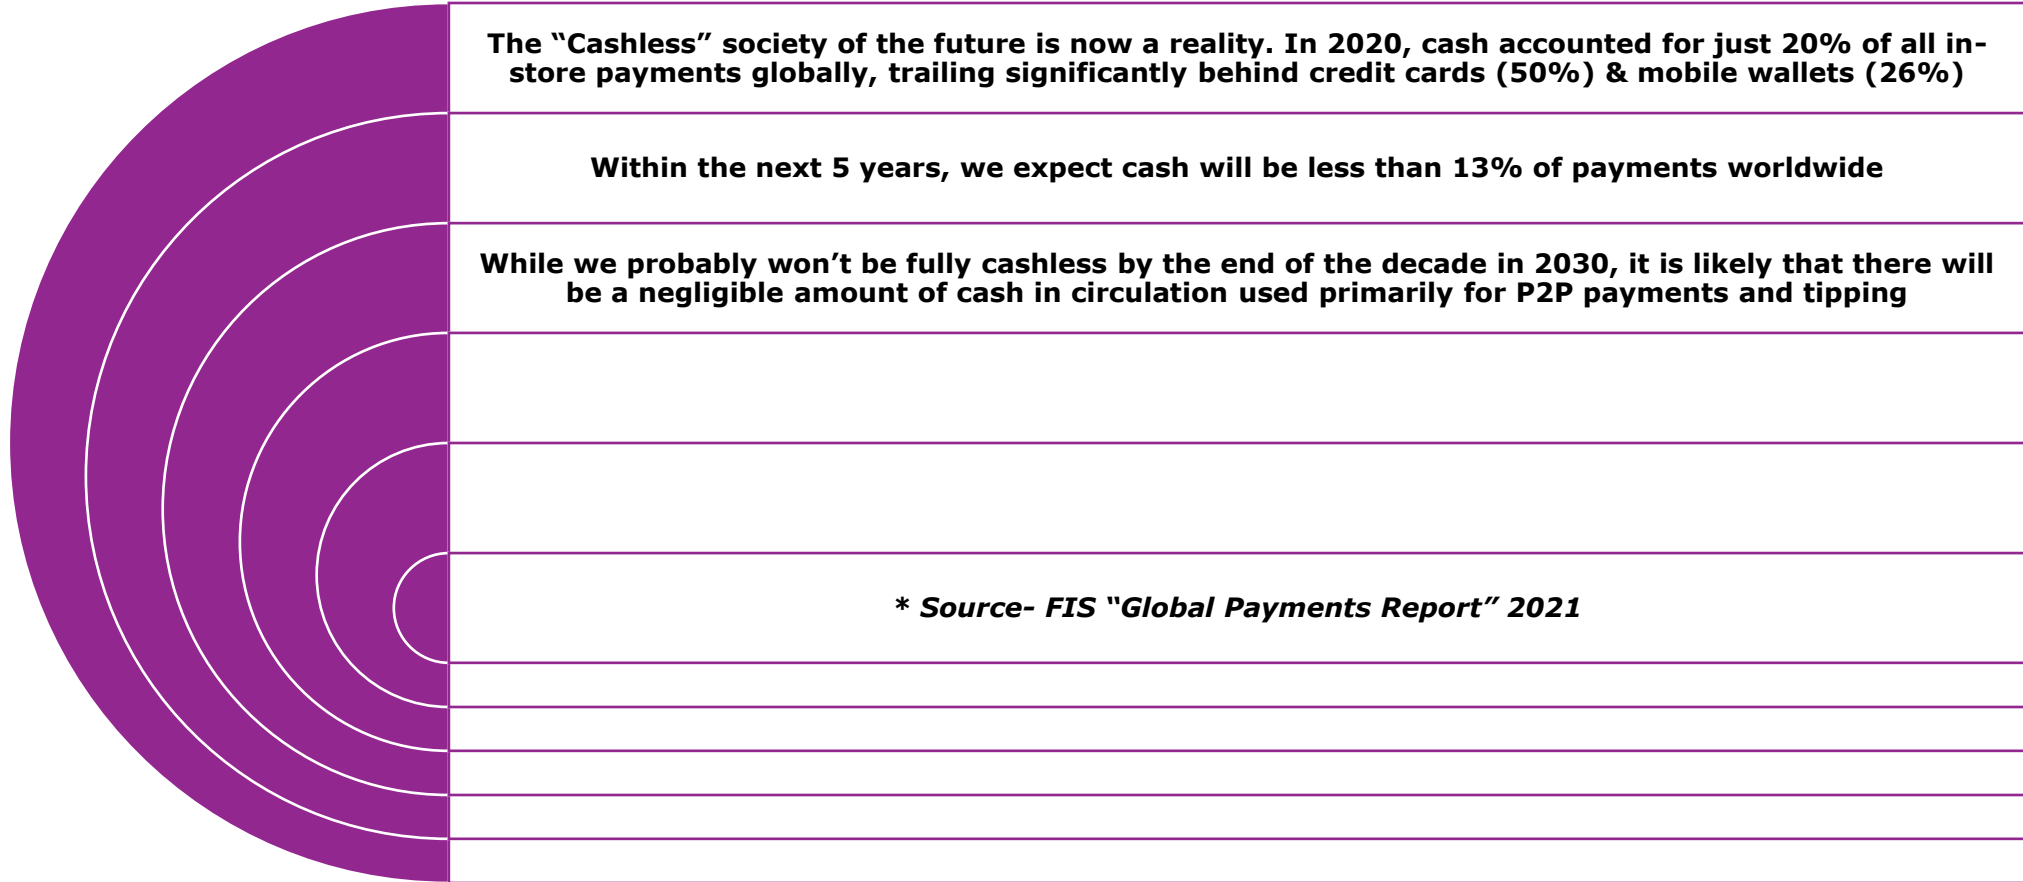 The “Cashless” society of the future is now a reality. In 2020, cash accounted for just 20% of all in-
store payments globally, trailing significantly behind credit cards (50%) & mobile wallets (26%)
Within the next 5 years, we expect cash will be less than 13% of payments worldwide
While we probably won’t be fully cashless by the end of the decade in 2030, it is likely that there will
be a negligible amount of cash in circulation used primarily for P2P payments and tipping
* Source- FIS “Global Payments Report” 2021